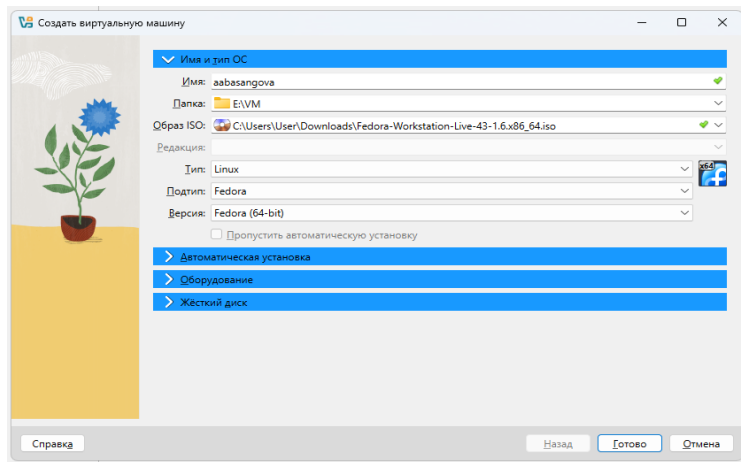 Создать виртуальную машину
Имя и тип ОС
Имя: aabasangova
Папка: E:\VM
Образ ISO: C:\Users\User\Downloads\Fedora-Workstation-Live-43-1.6.x86_64.iso
Редакция:
Тип: Linux
x64
Подтип: Fedora
Версия: Fedora (64-bit)
Пропустить автоматическую установку
Автоматическая установка
Оборудование
Жёсткий диск
Справка Назад Готово Отмена